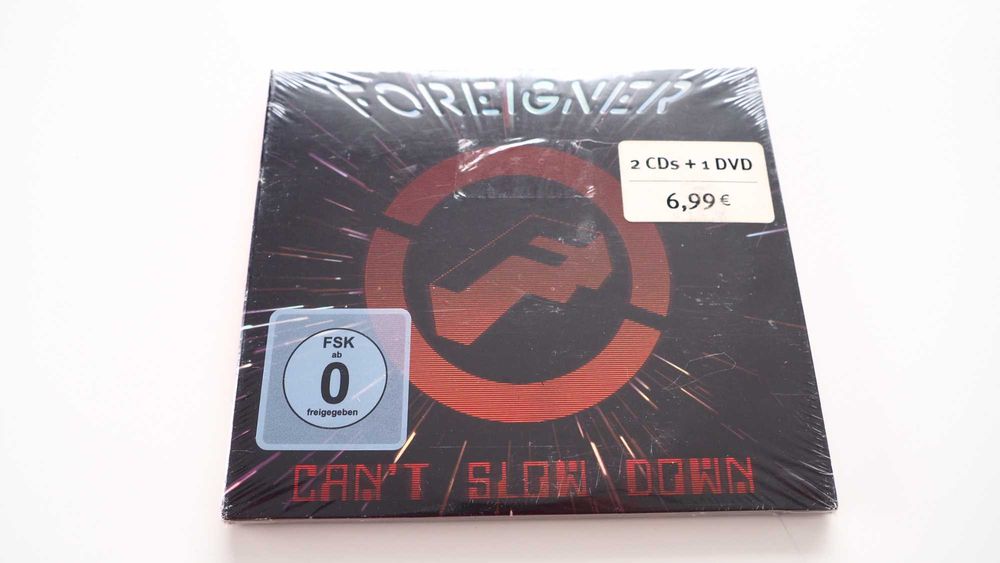 FOREIGNER
2 CDs + 1 DVD
6,99 €
FSK
ab
0
freigegeben
CAN'T SLOW DOWN